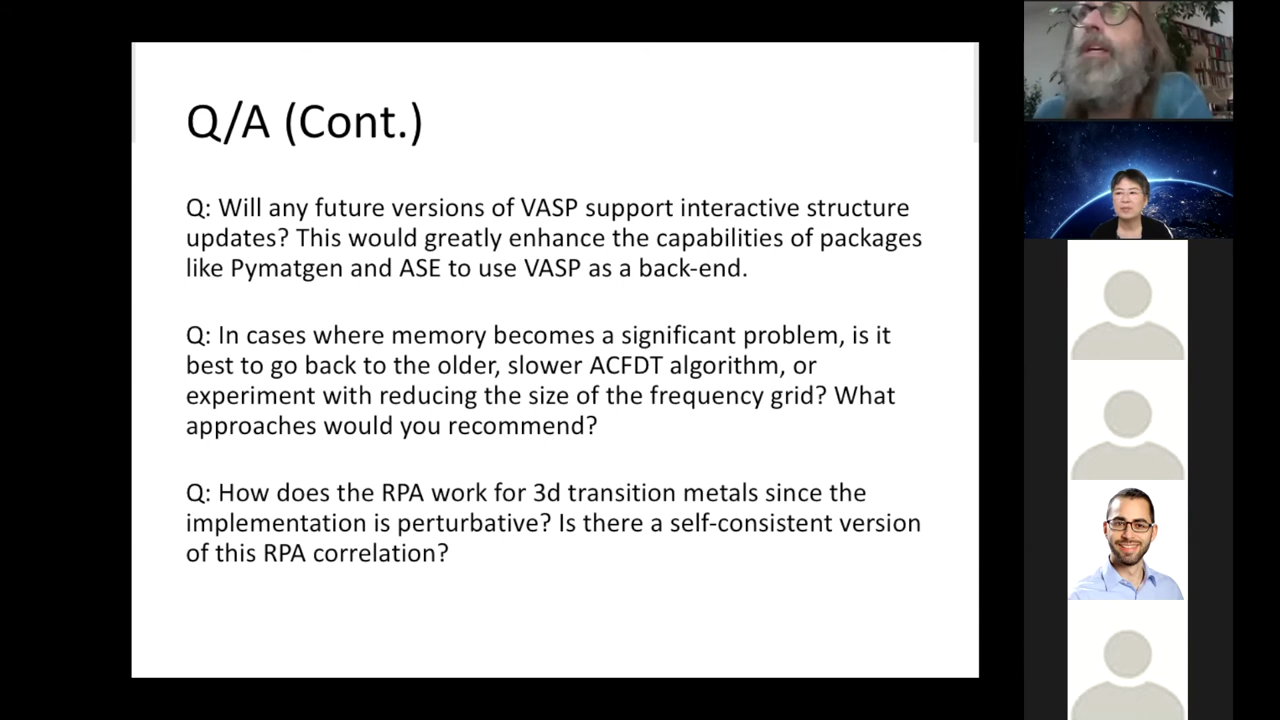 Q/A (Cont.)
Q: Will any future versions of VASP support interactive structure
updates? This would greatly enhance the capabilities of packages
like Pymatgen and ASE to use VASP as a back-end.
Q: In cases where memory becomes a significant problem, is it
best to go back to the older, slower ACFDT algorithm, or
experiment with reducing the size of the frequency grid? What
approaches would you recommend?
Q: How does the RPA work for 3d transition metals since the
implementation is perturbative? Is there a self-consistent version
of this RPA correlation?